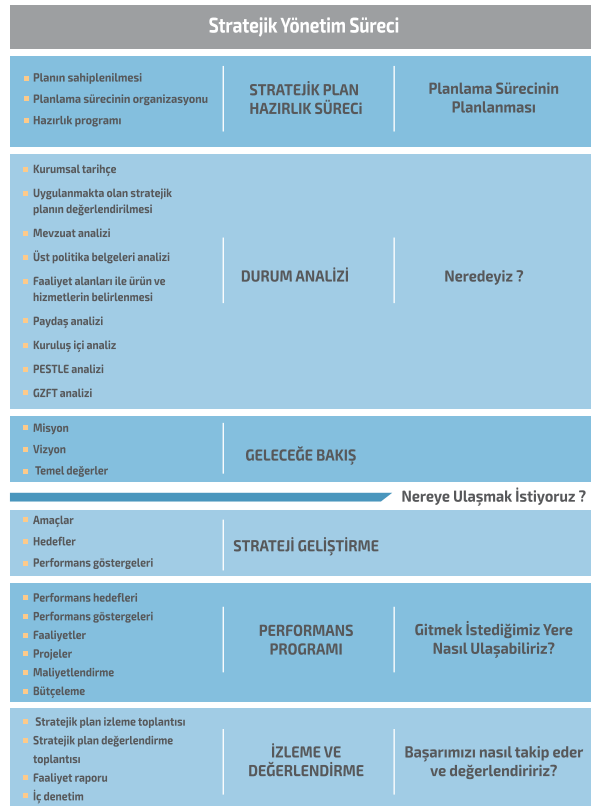 Stratejik Yönetim Süreci
Planın sahiplenilmesi
Planlama sürecinin organizasyonu
Hazırlık programı
STRATEJİK PLAN
HAZIRLIK SÜRECi
Planlama Sürecinin
Planlanması
Kurumsal tarihçe
Uygulanmakta olan stratejik
planın değerlendirilmesi
Mevzuat analizi
Üst politika belgeleri analizi
Faaliyet alanları ile ürün ve
hizmetlerin belirlenmesi
Paydaş analizi
Kuruluş içi analiz
PESTLE analizi
GZFT analizi
DURUM ANALİZİ
Neredeyiz ?
Misyon
Vizyon
Temel değerler
GELECEĞE BAKIŞ
Nereye Ulaşmak İstiyoruz ?
Amaçlar
Hedefler
Performans göstergeleri
STRATEJİ GELİŞTİRME
Performans hedefleri
Performans göstergeleri
Faaliyetler
Projeler
Maliyetlendirme
Bütçeleme
PERFORMANS
PROGRAMI
Gitmek İstediğimiz Yere
Nasıl Ulaşabiliriz?
Stratejik plan izleme toplantısı
Stratejik plan değerlendirme
toplantısı
Faaliyet raporu
İç denetim
İZLEME VE
DEĞERLENDİRME
Başarımızı nasıl takip eder
ve değerlendiririz?